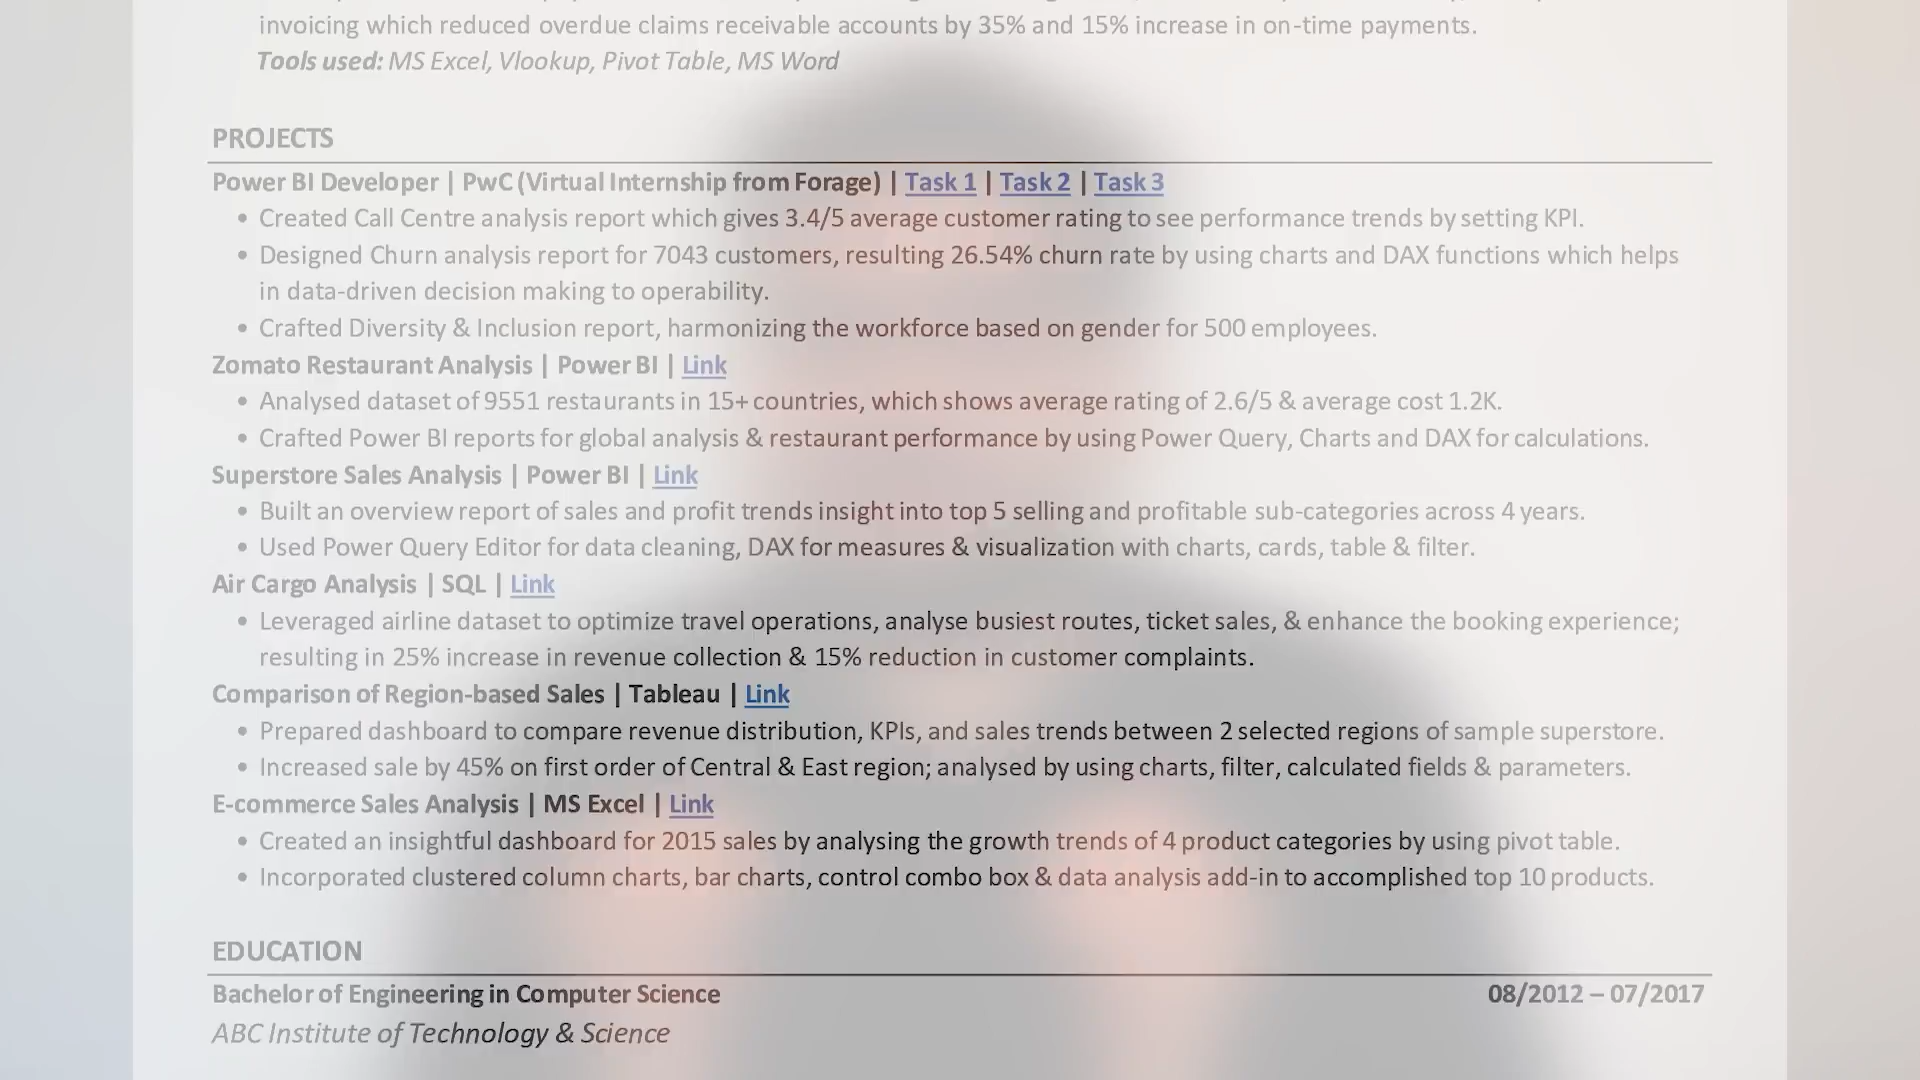 invoicing which reduced overdue claims receivable accounts by 35% and 15% increase in on-time payments.
Tools used: MS Excel, Vlookup, Pivot Table, MS Word
PROJECTS
Power BI Developer | PwC (Virtual Internship from Forage) | Task 1 | Task 2 | Task 3
• Created Call Centre analysis report which gives 3.4/5 average customer rating to see performance trends by setting KPI.
• Designed Churn analysis report for 7043 customers, resulting 26.54% churn rate by using charts and DAX functions which helps
in data-driven decision making to operability.
• Crafted Diversity & Inclusion report, harmonizing the workforce based on gender for 500 employees.
Zomato Restaurant Analysis | Power BI | Link
• Analysed dataset of 9551 restaurants in 15+ countries, which shows average rating of 2.6/5 & average cost 1.2K.
• Crafted Power BI reports for global analysis & restaurant performance by using Power Query, Charts and DAX for calculations.
Superstore Sales Analysis | Power BI | Link
• Built an overview report of sales and profit trends insight into top 5 selling and profitable sub-categories across 4 years.
• Used Power Query Editor for data cleaning, DAX for measures & visualization with charts, cards, table & filter.
Air Cargo Analysis | SQL | Link
• Leveraged airline dataset to optimize travel operations, analyse busiest routes, ticket sales, & enhance the booking experience;
resulting in 25% increase in revenue collection & 15% reduction in customer complaints.
Comparison of Region-based Sales | Tableau | Link
• Prepared dashboard to compare revenue distribution, KPIs, and sales trends between 2 selected regions of sample superstore.
• Increased sale by 45% on first order of Central & East region; analysed by using charts, filter, calculated fields & parameters.
E-commerce Sales Analysis | MS Excel | Link
• Created an insightful dashboard for 2015 sales by analysing the growth trends of 4 product categories by using pivot table.
• Incorporated clustered column charts, bar charts, control combo box & data analysis add-in to accomplished top 10 products.
EDUCATION
Bachelor of Engineering in Computer Science 08/2012 – 07/2017
ABC Institute of Technology & Science